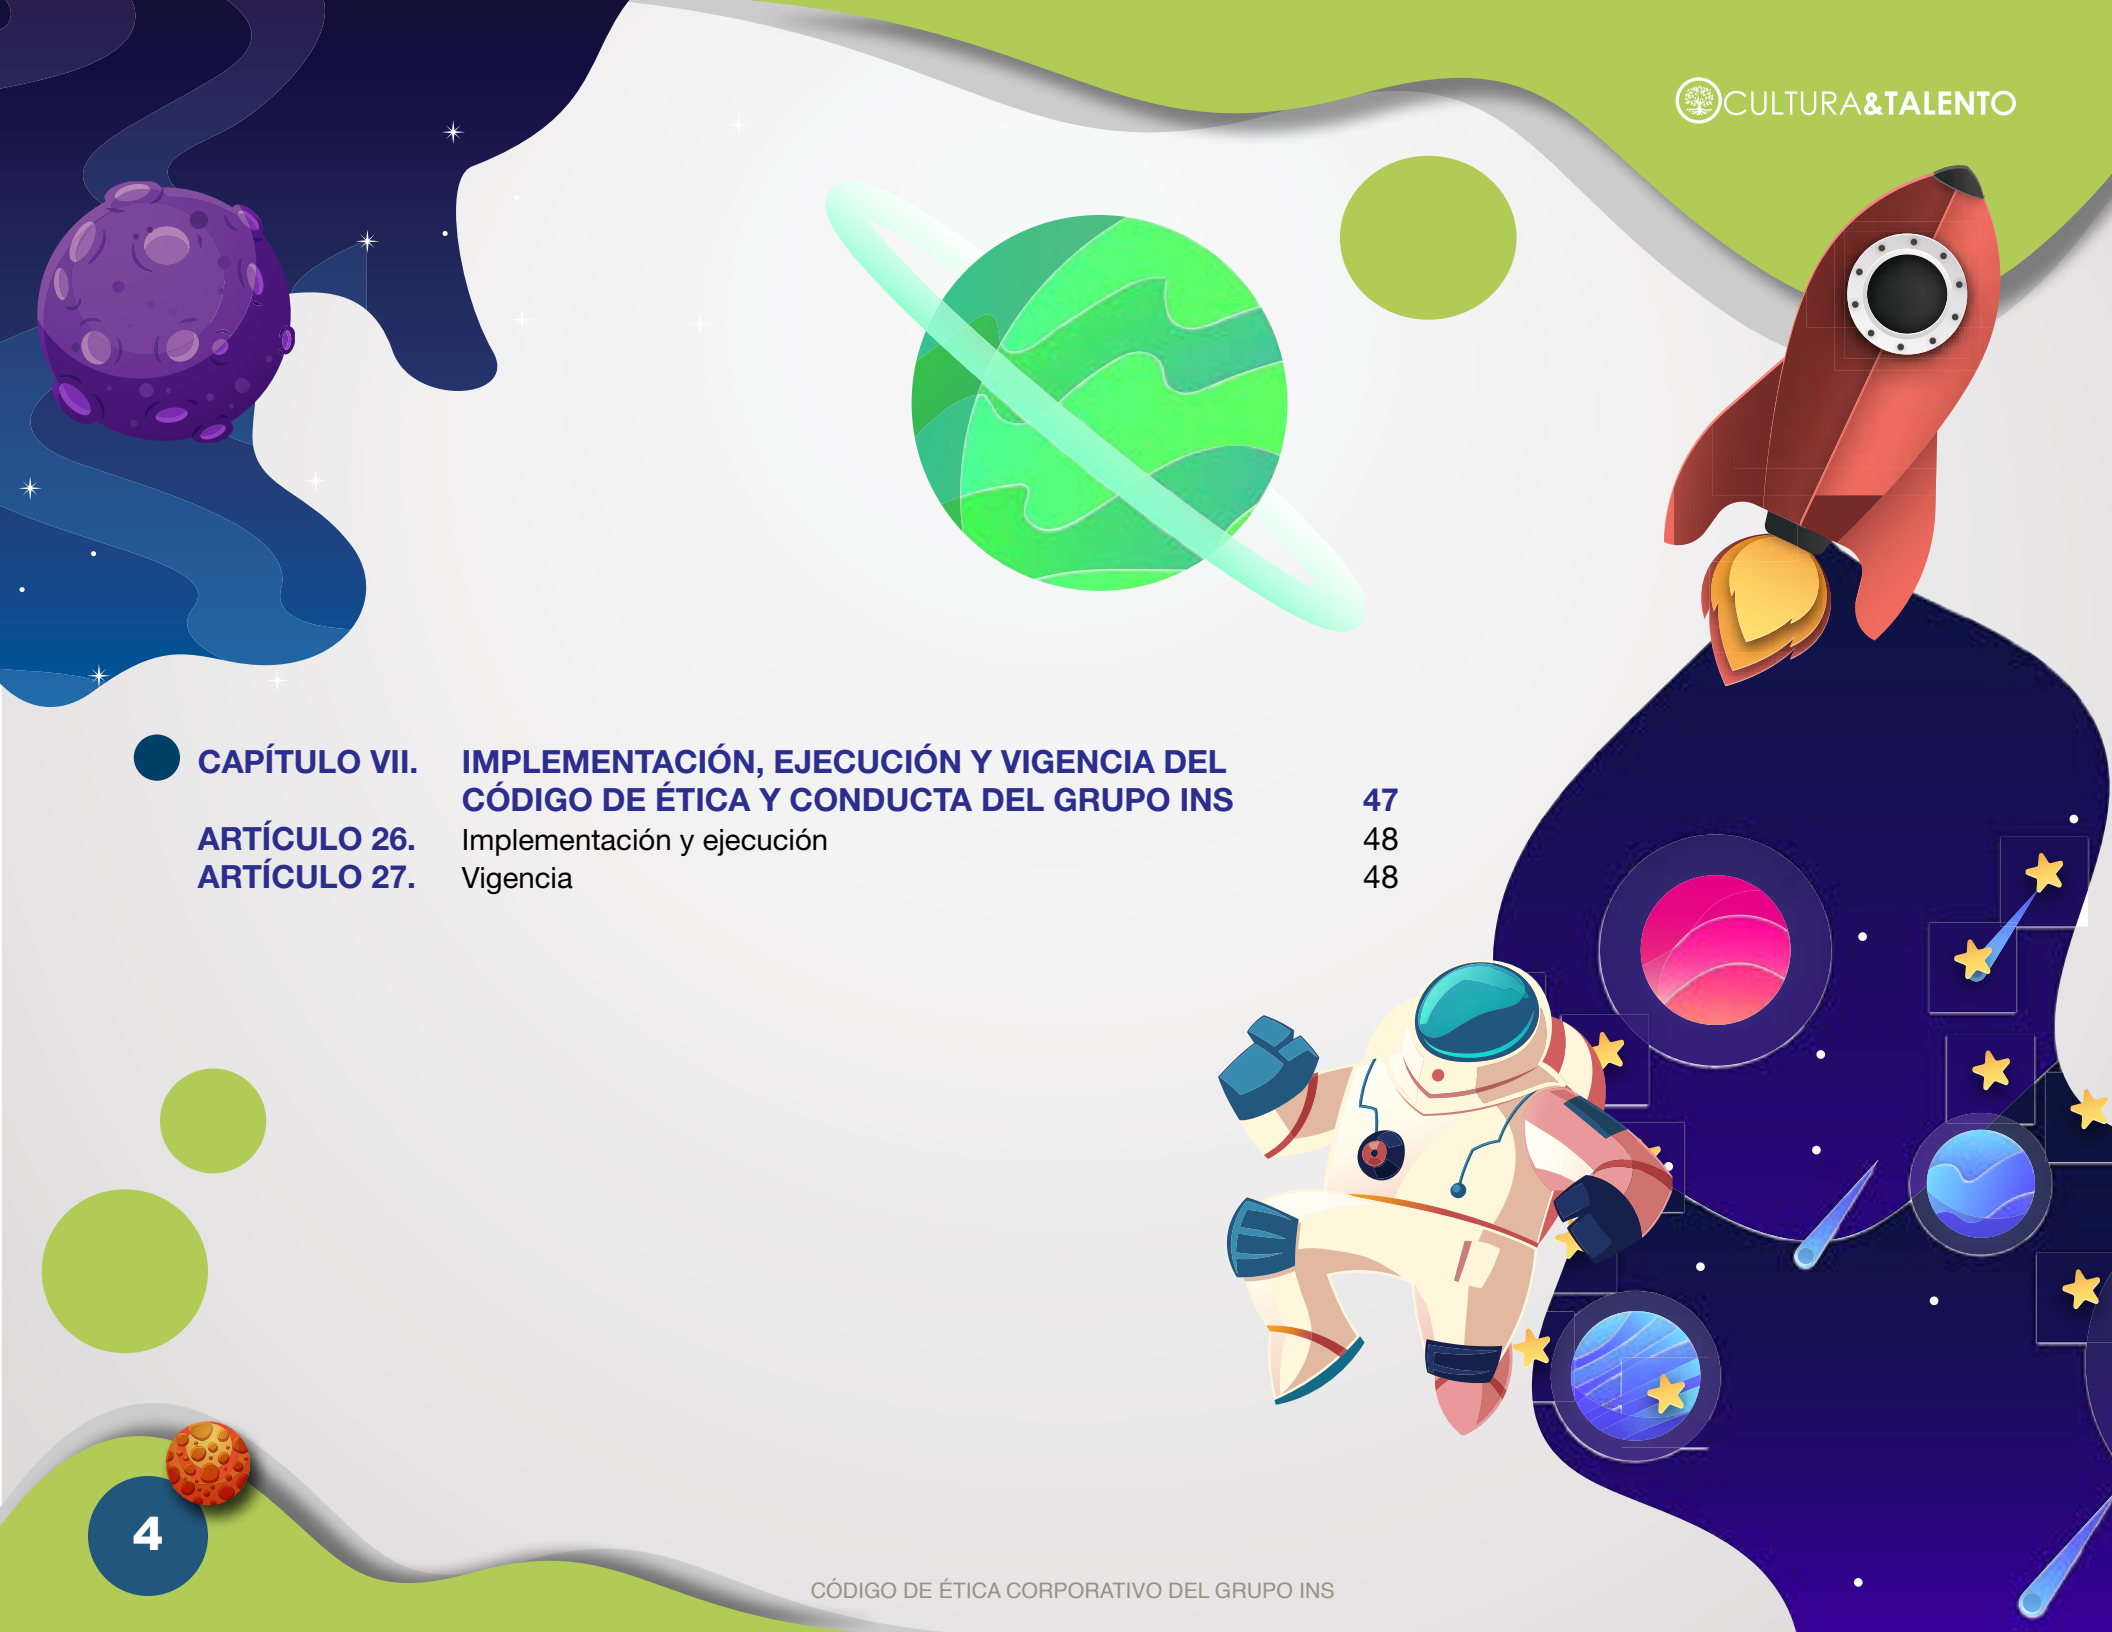 CULTURA&TALENTO
CAPÍTULO VII. IMPLEMENTACIÓN, EJECUCIÓN Y VIGENCIA DEL
CÓDIGO DE ÉTICA Y CONDUCTA DEL GRUPO INS 47
ARTÍCULO 26. Implementación y ejecución 48
ARTÍCULO 27. Vigencia 48
4
CÓDIGO DE ÉTICA CORPORATIVO DEL GRUPO INS